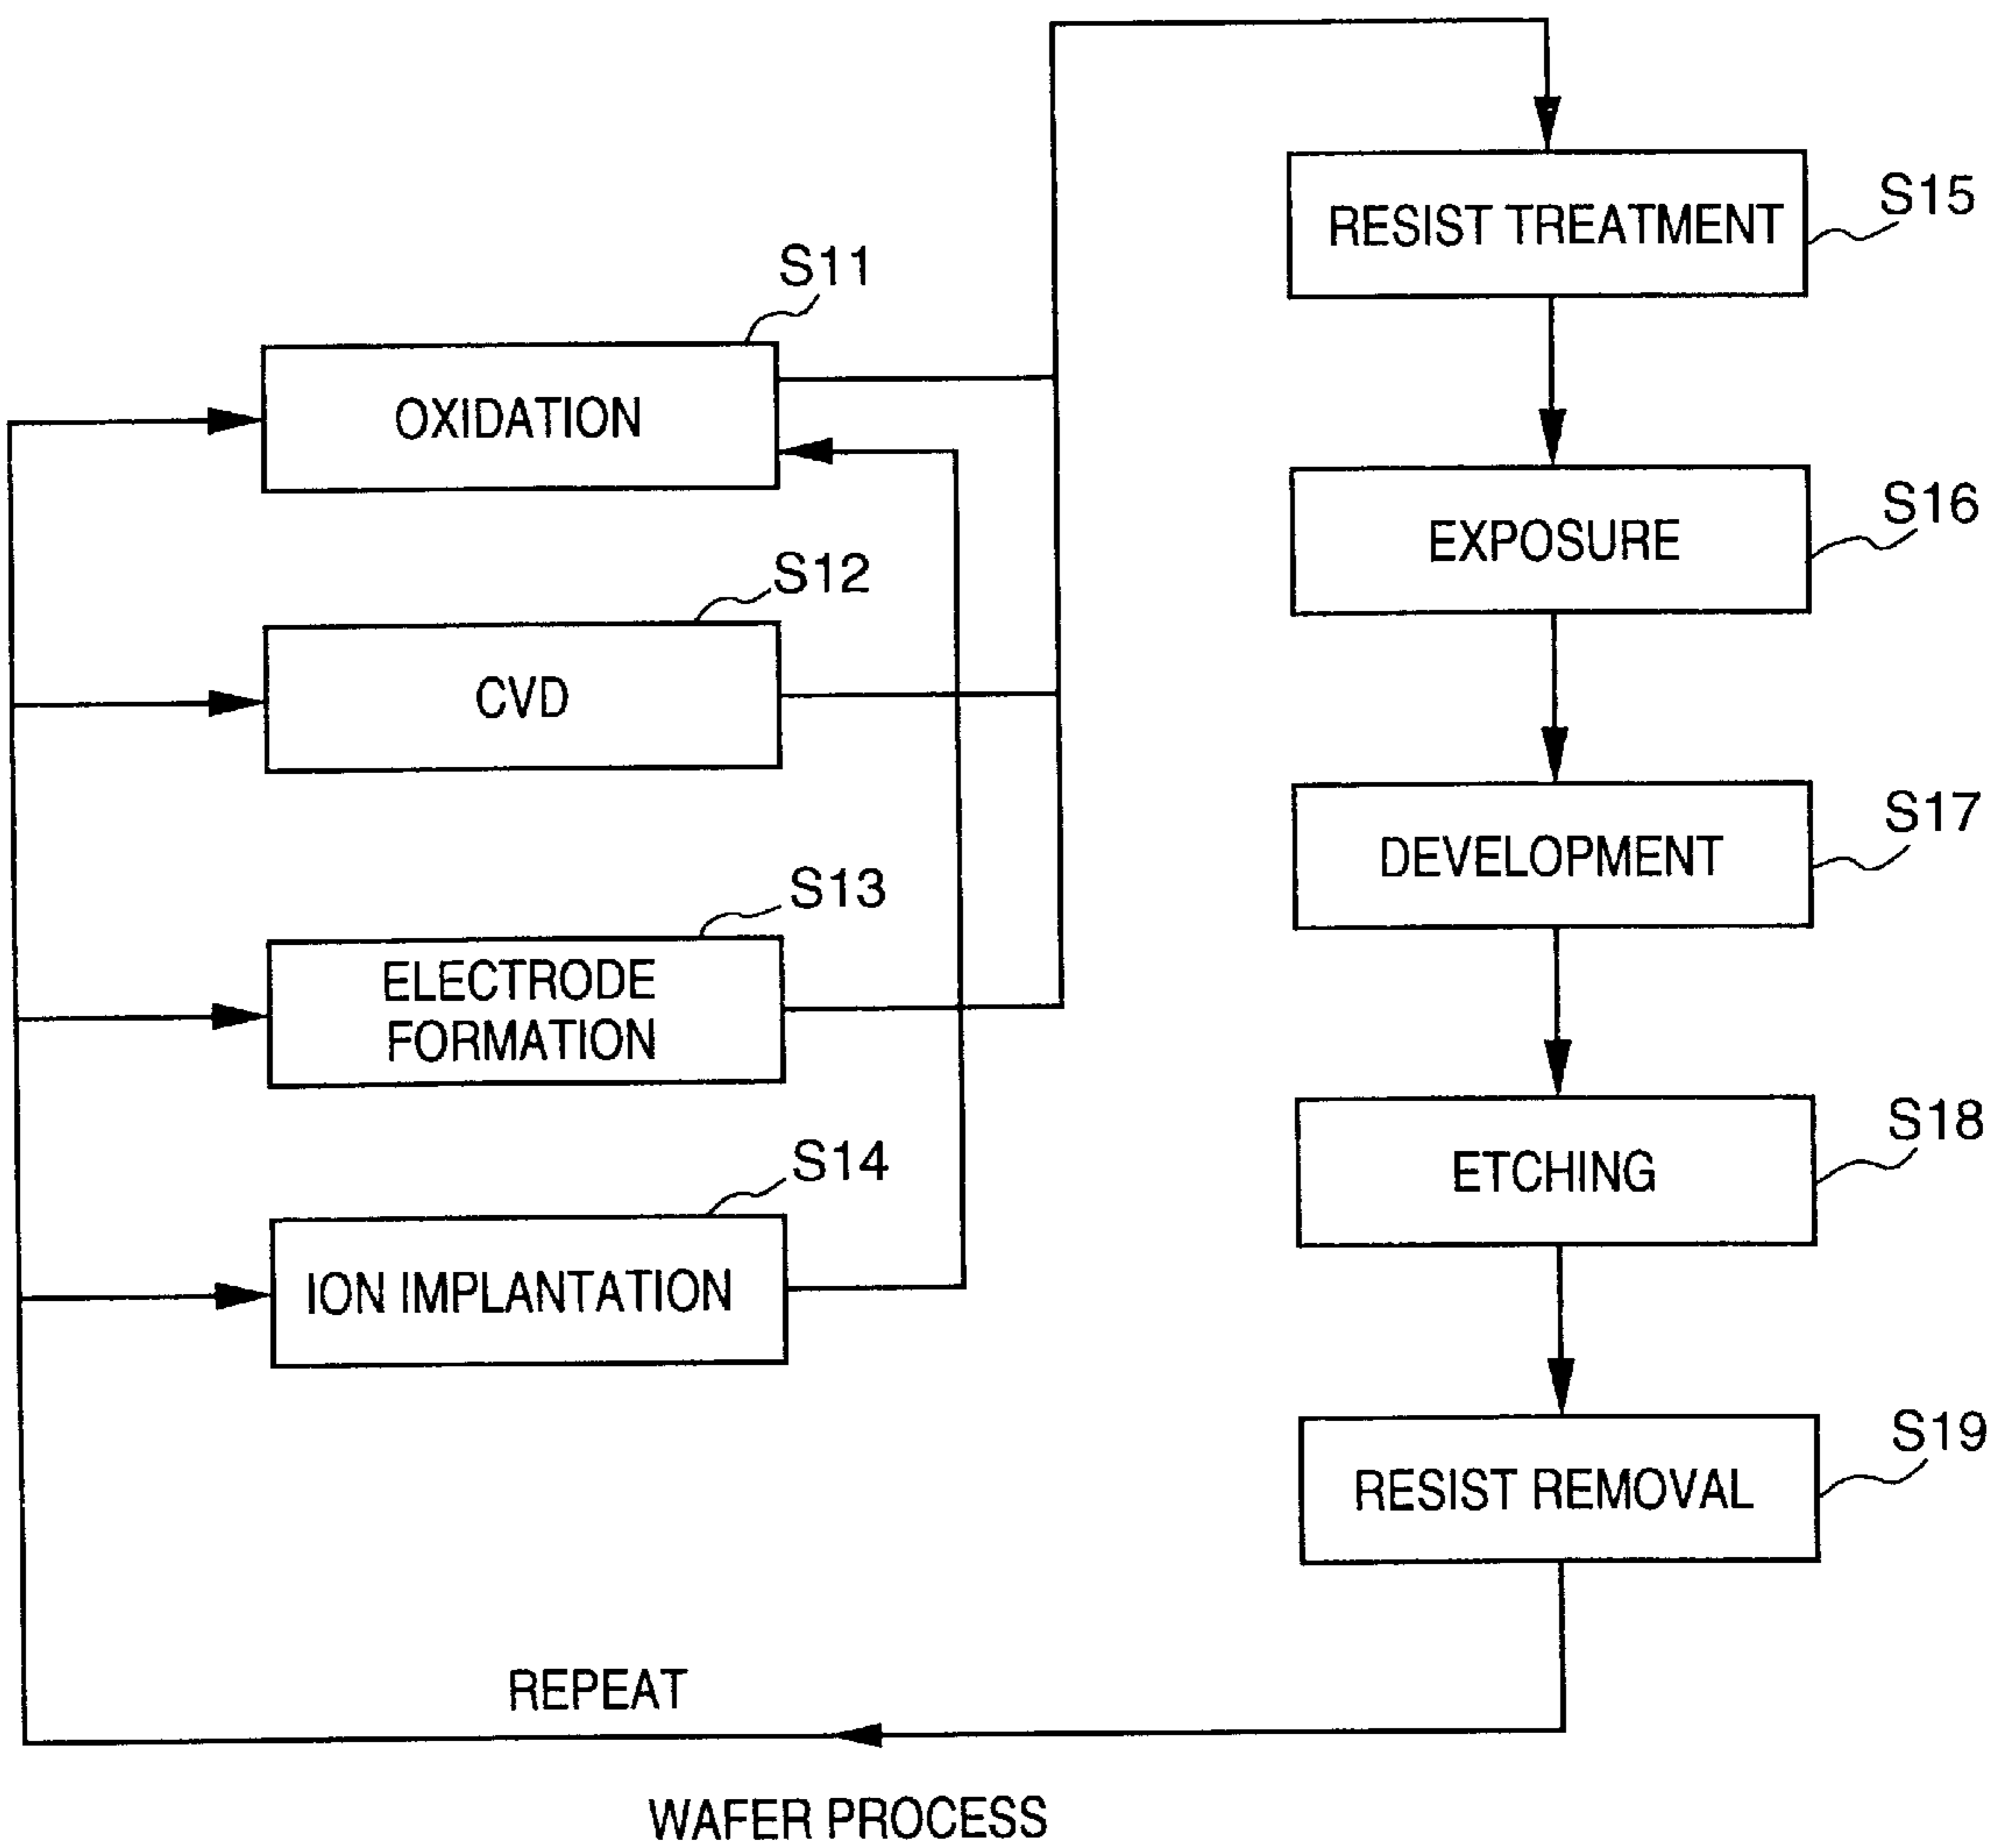 S11
OXIDATION
S12
CVD
S13
ELECTRODE
FORMATION
S14
ION IMPLANTATION
S15
RESIST TREATMENT
S16
EXPOSURE
S17
DEVELOPMENT
S18
ETCHING
S19
RESIST REMOVAL
REPEAT
WAFER PROCESS